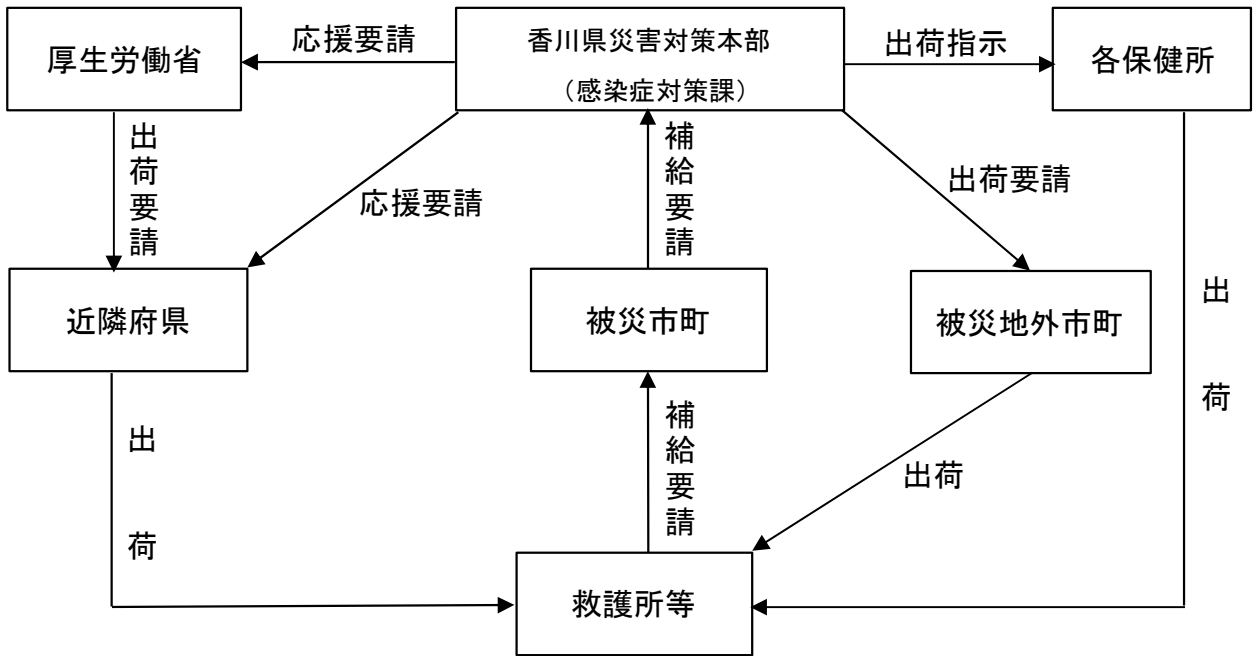 厚生労働省
応援要請
香川県災害対策本部
（感染症対策課）
出荷指示
各保健所
出荷要請
応援要請
補給要請
出荷要請
近隣府県
被災市町
被災地外市町
出荷
出荷
補給要請
出荷
救護所等